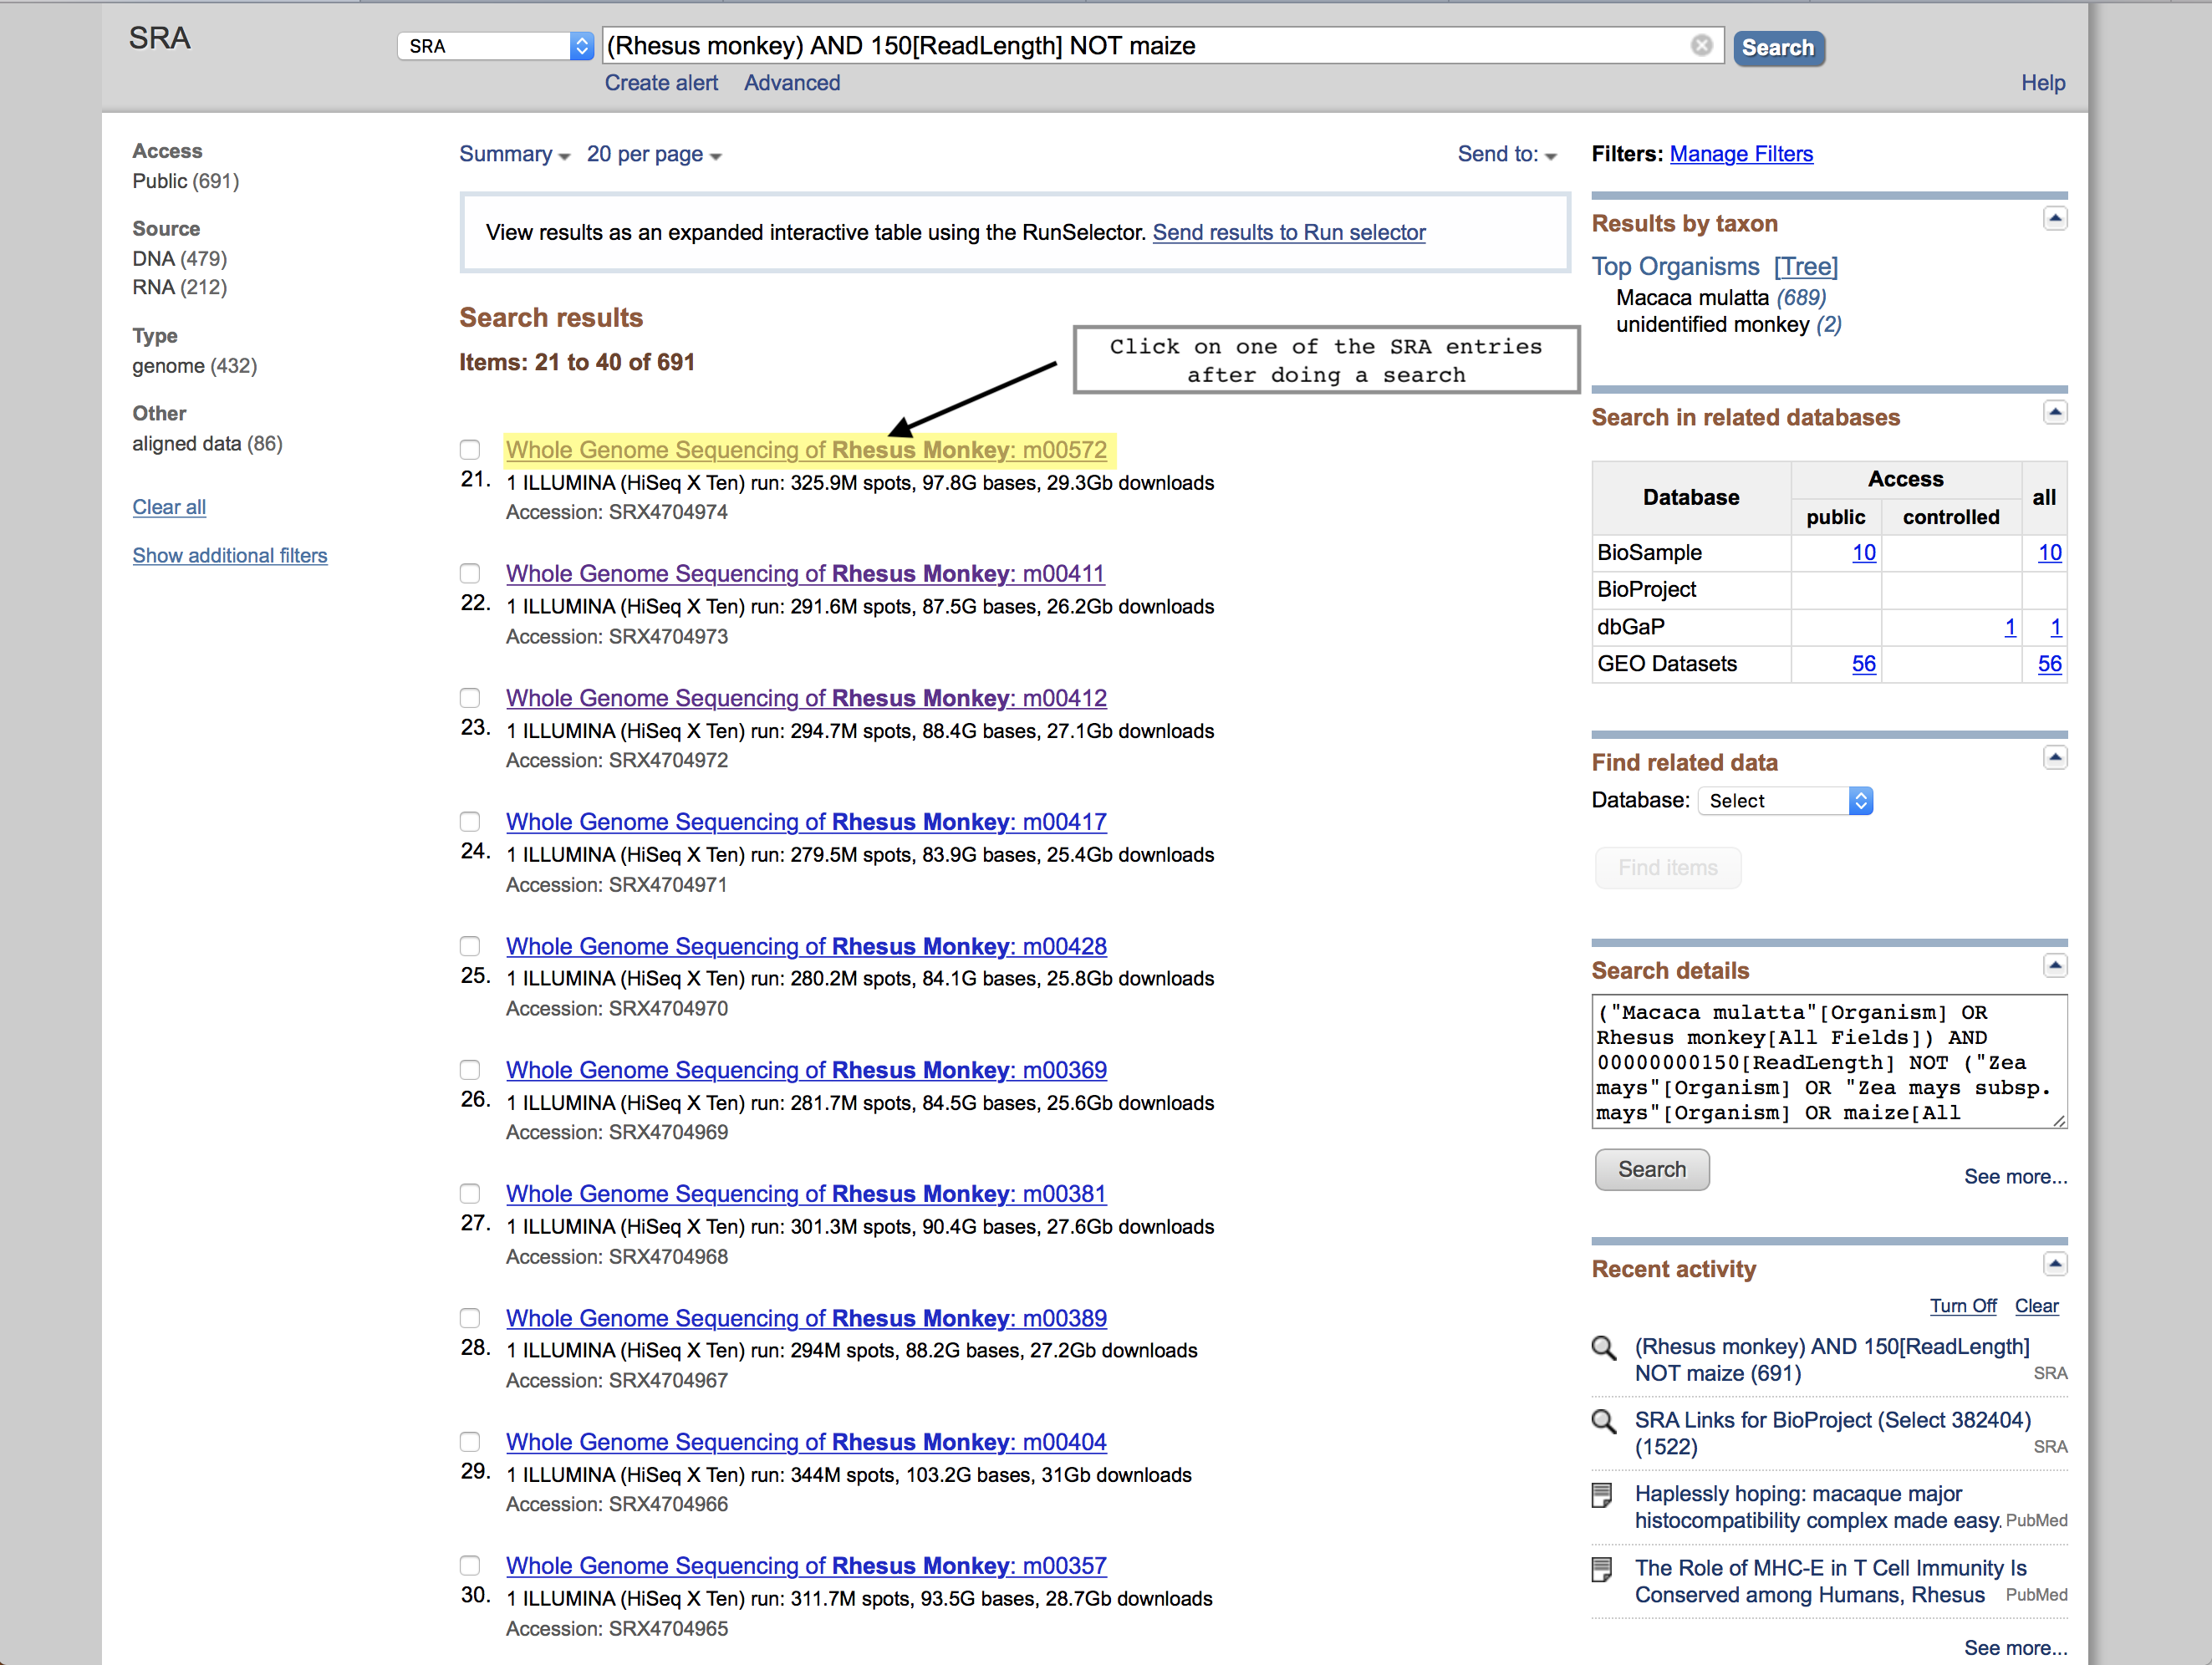 SRA
SRA
(Rhesus monkey) AND 150[ReadLength] NOT maize
Search
Create alert Advanced
Help
Access
Public (691)
Source
DNA (479)
RNA (212)
Type
genome (432)
Other
aligned data (86)
Clear all
Show additional filters
Summary 20 per page
Send to:
View results as an expanded interactive table using the RunSelector. Send results to Run selector
Search results
Items: 21 to 40 of 691
Click on one of the SRA entries
after doing a search
Whole Genome Sequencing of Rhesus Monkey: m00572
21. 1 ILLUMINA (HiSeq X Ten) run: 325.9M spots, 97.8G bases, 29.3Gb downloads
Accession: SRX4704974
Whole Genome Sequencing of Rhesus Monkey: m00411
22. 1 ILLUMINA (HiSeq X Ten) run: 291.6M spots, 87.5G bases, 26.2Gb downloads
Accession: SRX4704973
Whole Genome Sequencing of Rhesus Monkey: m00412
23. 1 ILLUMINA (HiSeq X Ten) run: 294.7M spots, 88.4G bases, 27.1Gb downloads
Accession: SRX4704972
Whole Genome Sequencing of Rhesus Monkey: m00417
24. 1 ILLUMINA (HiSeq X Ten) run: 279.5M spots, 83.9G bases, 25.4Gb downloads
Accession: SRX4704971
Whole Genome Sequencing of Rhesus Monkey: m00428
25. 1 ILLUMINA (HiSeq X Ten) run: 280.2M spots, 84.1G bases, 25.8Gb downloads
Accession: SRX4704970
Whole Genome Sequencing of Rhesus Monkey: m00369
26. 1 ILLUMINA (HiSeq X Ten) run: 281.7M spots, 84.5G bases, 25.6Gb downloads
Accession: SRX4704969
Whole Genome Sequencing of Rhesus Monkey: m00381
27. 1 ILLUMINA (HiSeq X Ten) run: 301.3M spots, 90.4G bases, 27.6Gb downloads
Accession: SRX4704968
Whole Genome Sequencing of Rhesus Monkey: m00389
28. 1 ILLUMINA (HiSeq X Ten) run: 294M spots, 88.2G bases, 27.2Gb downloads
Accession: SRX4704967
Whole Genome Sequencing of Rhesus Monkey: m00404
29. 1 ILLUMINA (HiSeq X Ten) run: 344M spots, 103.2G bases, 31Gb downloads
Accession: SRX4704966
Whole Genome Sequencing of Rhesus Monkey: m00357
30. 1 ILLUMINA (HiSeq X Ten) run: 311.7M spots, 93.5G bases, 28.7Gb downloads
Accession: SRX4704965
Filters: Manage Filters
Results by taxon
Top Organisms [Tree]
Macaca mulatta (689)
unidentified monkey (2)
Search in related databases
Database Access all
public controlled
BioSample 10 10
BioProject
dbGaP 1 1
GEO Datasets 56 56
Find related data
Database: Select
Find items
Search details
("Macaca mulatta"[Organism] OR
Rhesus monkey[All Fields]) AND
00000000150[ReadLength] NOT ("Zea
mays"[Organism] OR "Zea mays subsp.
mays"[Organism] OR maize[All
Search
See more...
Recent activity
Turn Off Clear
(Rhesus monkey) AND 150[ReadLength]
NOT maize (691) SRA
SRA Links for BioProject (Select 382404)
(1522) SRA
Haplessly hoping: macaque major
histocompatibility complex made easy. PubMed
The Role of MHC-E in T Cell Immunity Is
Conserved among Humans, Rhesus PubMed
See more...